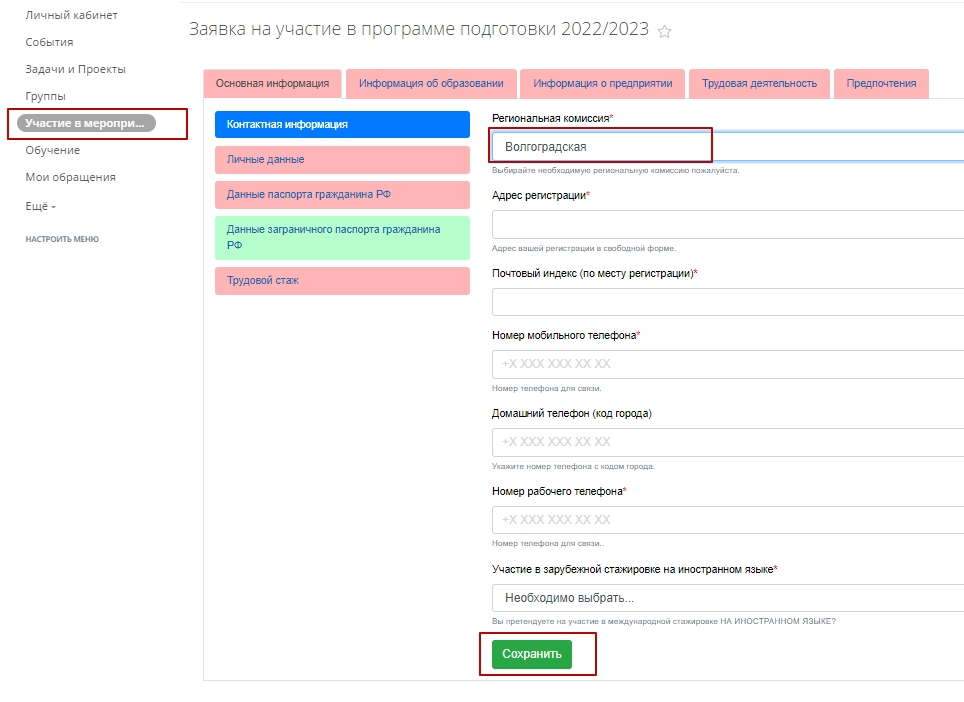 Личный кабинет
События
Задачи и Проекты
Группы
Участие в меропри...
Обучение
Мои обращения
Ещё
НАСТРОИТЬ МЕНЮ
Заявка на участие в программе подготовки 2022/2023
Основная информация
Информация об образовании
Информация о предприятии
Трудовая деятельность
Предпочтения
Контактная информация
Личные данные
Данные паспорта гражданина РФ
Данные заграничного паспорта гражданина
РФ
Трудовой стаж
Региональная комиссия*
Волгоградская
Выбирайте необходимую региональную комиссию пожалуйста.
Адрес регистрации*
Адрес вашей регистрации в свободной форме.
Почтовый индекс (по месту регистрации)*
Номер мобильного телефона*
+X XXX XXX XX XX
Номер телефона для связи.
Домашний телефон (код города)
+X XXX XXX XX XX
Укажите номер телефона с кодом города.
Номер рабочего телефона*
+X XXX XXX XX XX
Номер телефона для связи..
Участие в зарубежной стажировке на иностранном языке*
Необходимо выбрать...
Вы претендуете на участие в международной стажировке НА ИНОСТРАННОМ ЯЗЫКЕ?
Сохранить